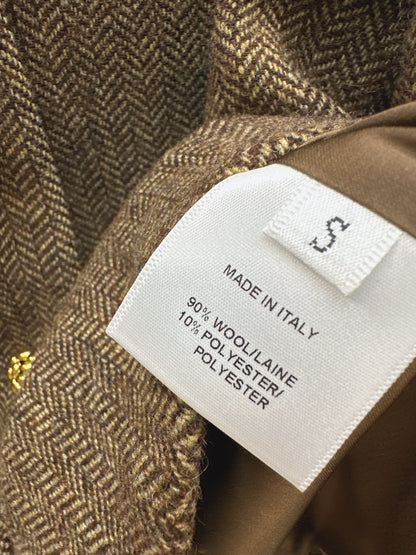 S
MADE IN ITALY
90% WOOL/LAINE
10% POLYESTER/
POLYESTER